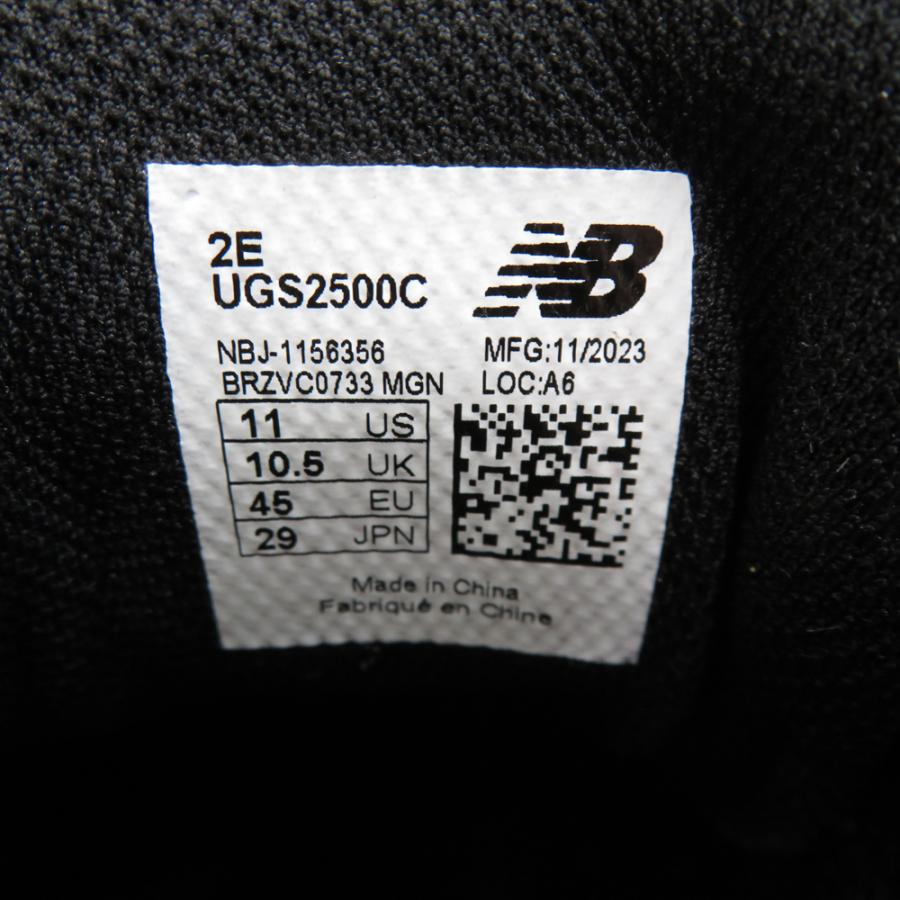 2E
UGS2500C
NB
NBJ-1156356
BRZVC0733 MGN
MFG:11/2023
LOC:A6
11 US
10.5 UK
45 EU
29 JPN
Made in China
Fabriqué en Chine